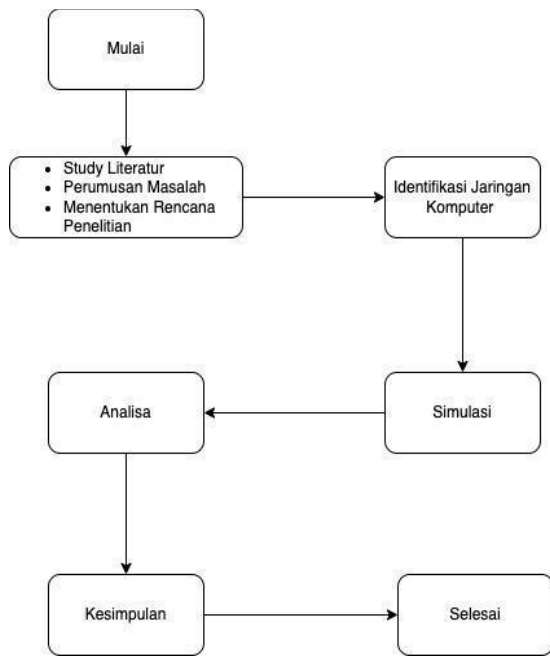 Mulai
• Study Literatur
• Perumusan Masalah
• Menentukan Rencana
Penelitian
Identifikasi Jaringan
Komputer
Simulasi
Analisa
Kesimpulan
Selesai